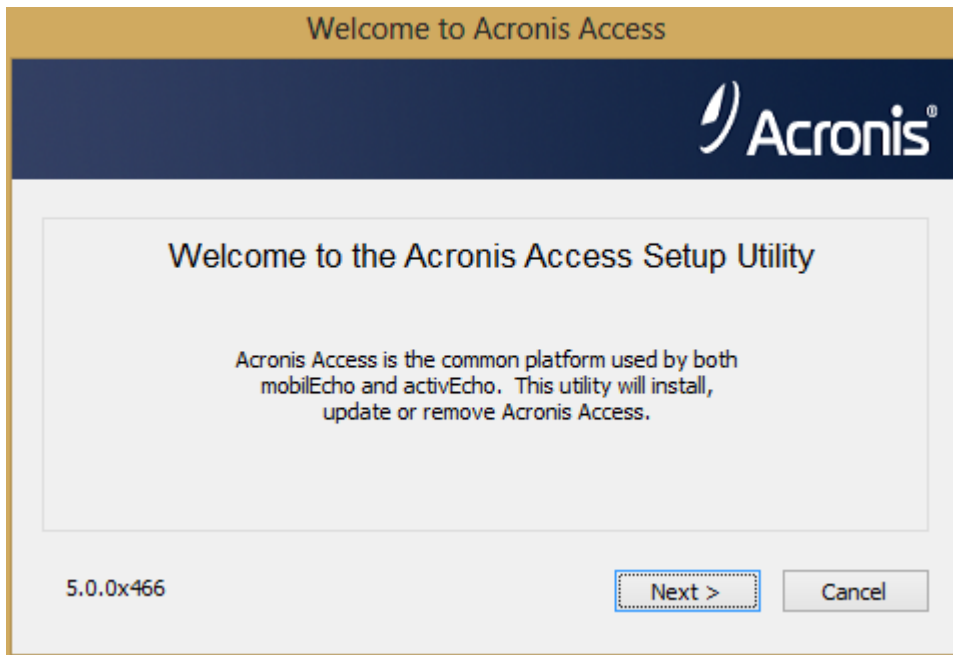 Welcome to Acronis Access
Acronis®
Welcome to the Acronis Access Setup Utility
Acronis Access is the common platform used by both
mobilEcho and activEcho.  This utility will install,
update or remove Acronis Access.
5.0.0x466
Next >
Cancel